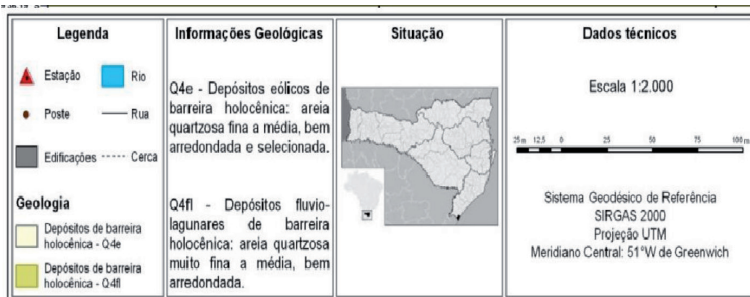 Legenda
Estação
Rio
Poste
Rua
Edificações
Cerca
Geologia
Depósitos de barreira
holocênica - Q4e
Depósitos de barreira
holocênica - Q4fl
Informações Geológicas
Q4e - Depósitos eólicos de
barreira holocênica: areia
quartzosa fina a média, bem
arredondada e selecionada.
Q4fl - Depósitos fluvio-
lagunares de barreira
holocênica: areia quartzosa
muito fina a média, bem
arredondada.
Situação
Dados técnicos
Escala 1:2.000
25 m 12,5 0 25 50 75 100 m
Sistema Geodésico de Referência
SIRGAS 2000
Projeção UTM
Meridiano Central: 51°W de Greenwich